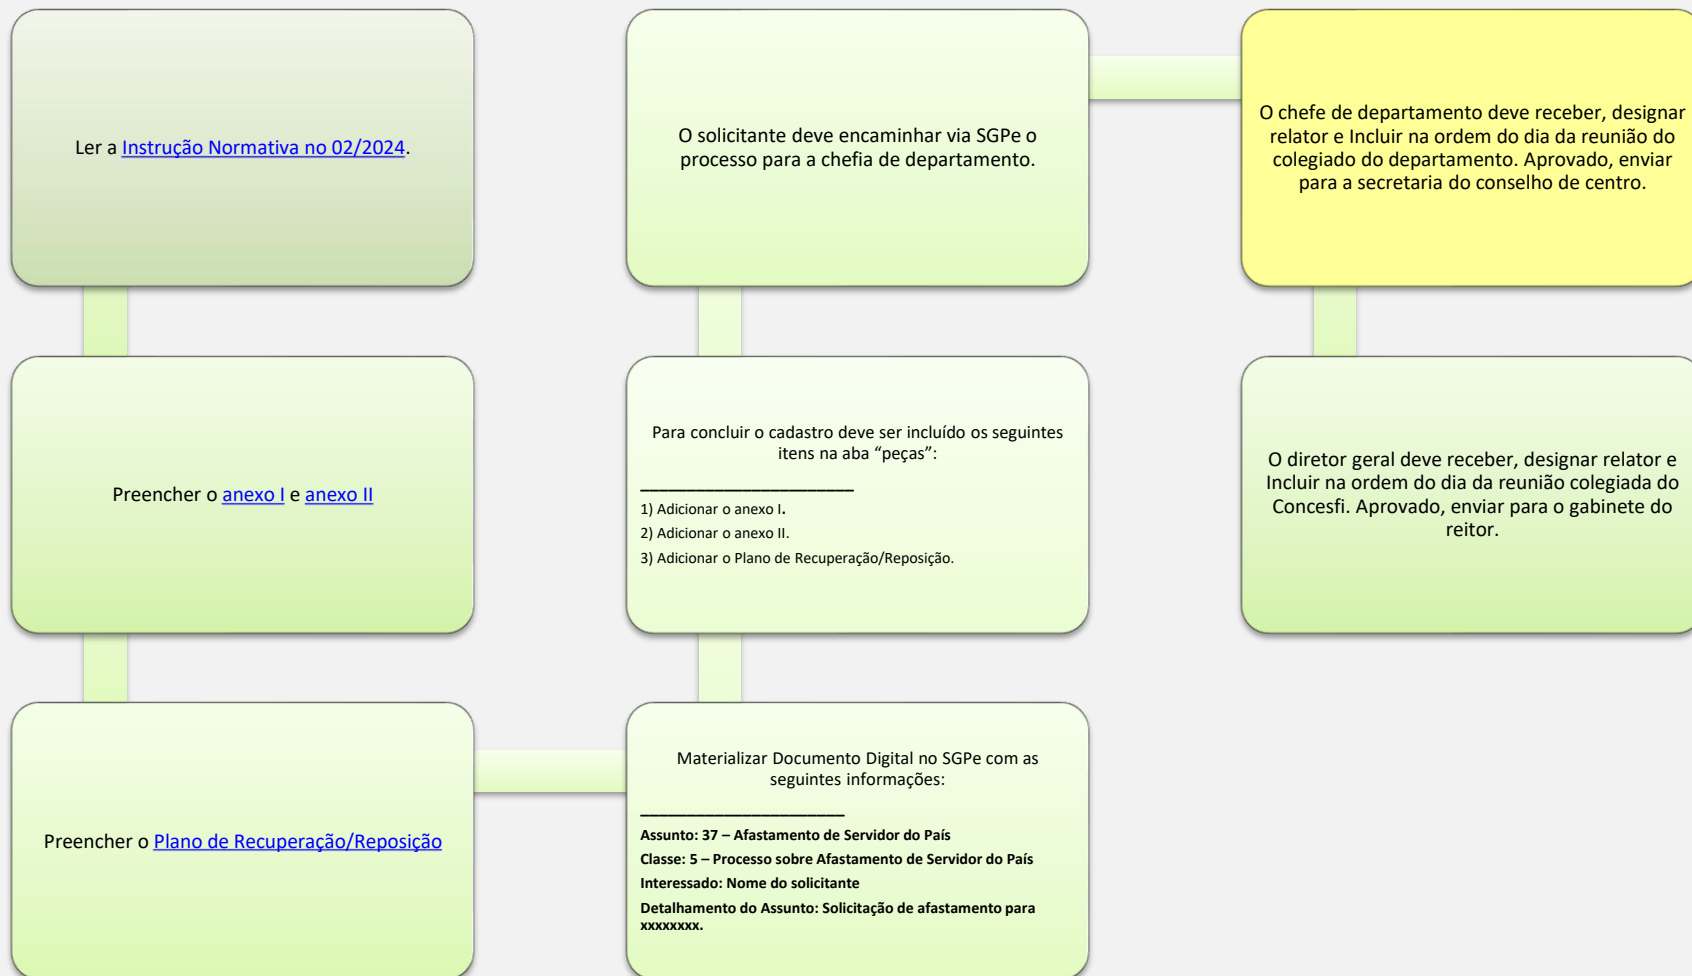 Ler a Instrução Normativa no 02/2024.
Preencher o anexo I e anexo II
Preencher o Plano de Recuperação/Reposição
Materializar Documento Digital no SGPe com as
seguintes informações:
Assunto: 37 – Afastamento de Servidor do País
Classe: 5 – Processo sobre Afastamento de Servidor do País
Interessado: Nome do solicitante
Detalhamento do Assunto: Solicitação de afastamento para
xxxxxxxx.
Para concluir o cadastro deve ser incluído os seguintes
itens na aba “peças”:
1) Adicionar o anexo I.
2) Adicionar o anexo II.
3) Adicionar o Plano de Recuperação/Reposição.
O solicitante deve encaminhar via SGPe o
processo para a chefia de departamento.
O chefe de departamento deve receber, designar
relator e Incluir na ordem do dia da reunião do
colegiado do departamento. Aprovado, enviar
para a secretaria do conselho de centro.
O diretor geral deve receber, designar relator e
Incluir na ordem do dia da reunião colegiada do
Concesfi. Aprovado, enviar para o gabinete do
reitor.